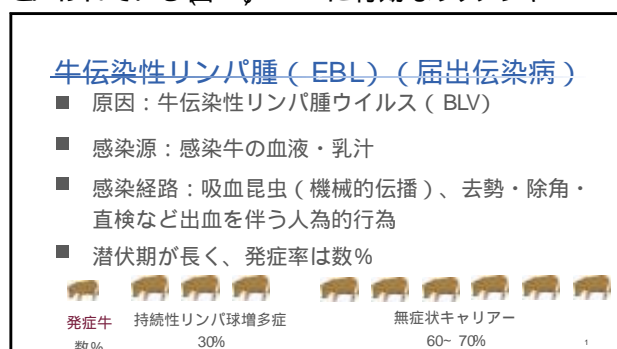 牛伝染性リンパ腫（EBL）（届出伝染病）
■ 原因：牛伝染性リンパ腫ウイルス（BLV）
■ 感染源：感染牛の血液・乳汁
■ 感染経路：吸血昆虫（機械的伝播）、去勢・除角・
直検など出血を伴う人為的行為
■ 潜伏期が長く、発症率は数%
発症牛 持続性リンパ球増多症 無症状キャリアー
数% 30% 60~70% 1